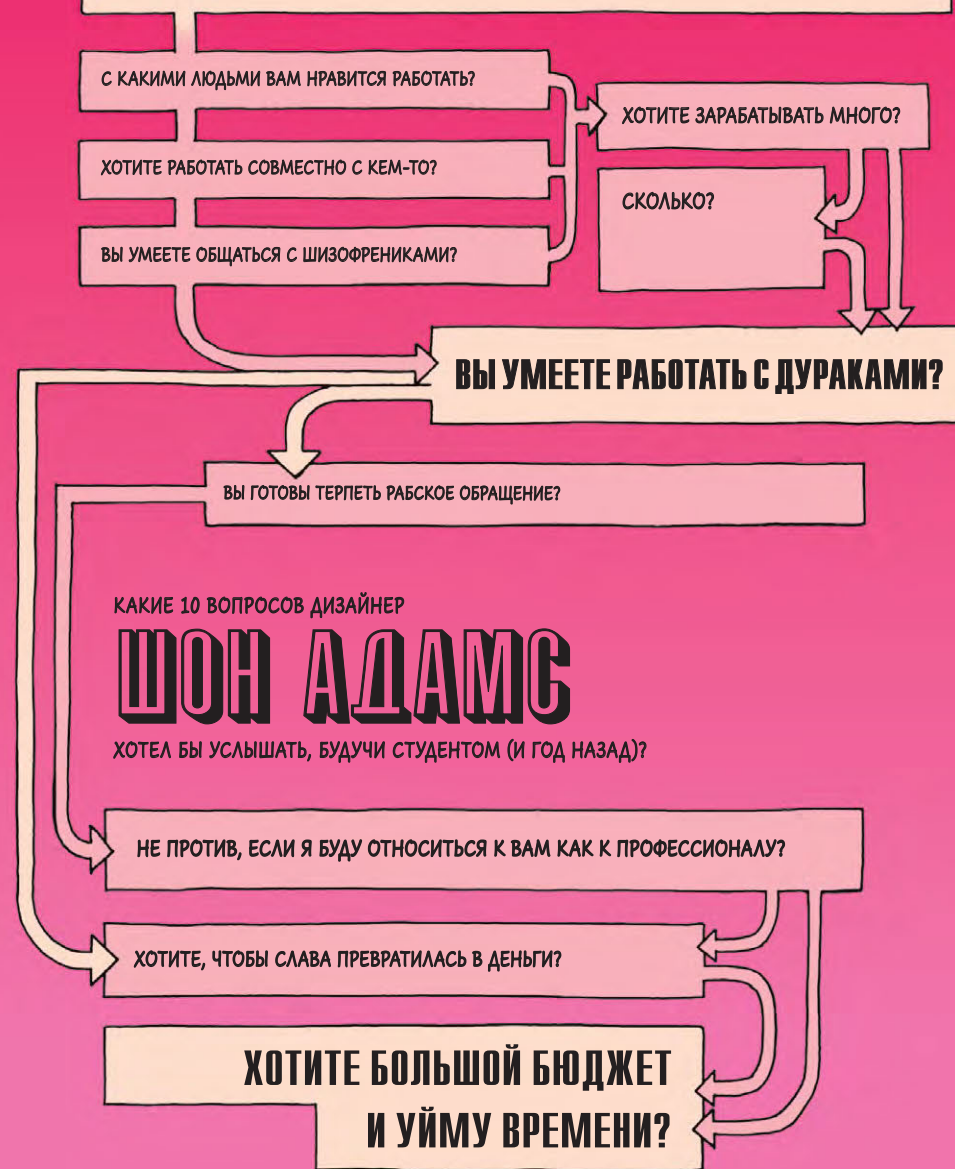 С КАКИМИ ЛЮДЬМИ ВАМ НРАВИТСЯ РАБОТАТЬ?
ХОТИТЕ ЗАРАБАТЫВАТЬ МНОГО?
ХОТИТЕ РАБОТАТЬ СОВМЕСТНО С КЕМ-ТО?
СКОЛЬКО?
ВЫ УМЕЕТЕ ОБЩАТЬСЯ С ШИЗОФРЕНИКАМИ?
ВЫ УМЕЕТЕ РАБОТАТЬ С ДУРАКАМИ?
ВЫ ГОТОВЫ ТЕРПЕТЬ РАБСКОЕ ОБРАЩЕНИЕ?
КАКИЕ 10 ВОПРОСОВ ДИЗАЙНЕР
ШОН АДАМС
ХОТЕЛ БЫ УСЛЫШАТЬ, БУДУЧИ СТУДЕНТОМ (И ГОД НАЗАД)?
НЕ ПРОТИВ, ЕСЛИ Я БУДУ ОТНОСИТЬСЯ К ВАМ КАК К ПРОФЕССИОНАЛУ?
ХОТИТЕ, ЧТОБЫ СЛАВА ПРЕВРАТИЛАСЬ В ДЕНЬГИ?
ХОТИТЕ БОЛЬШОЙ БЮДЖЕТ
И УЙМУ ВРЕМЕНИ?